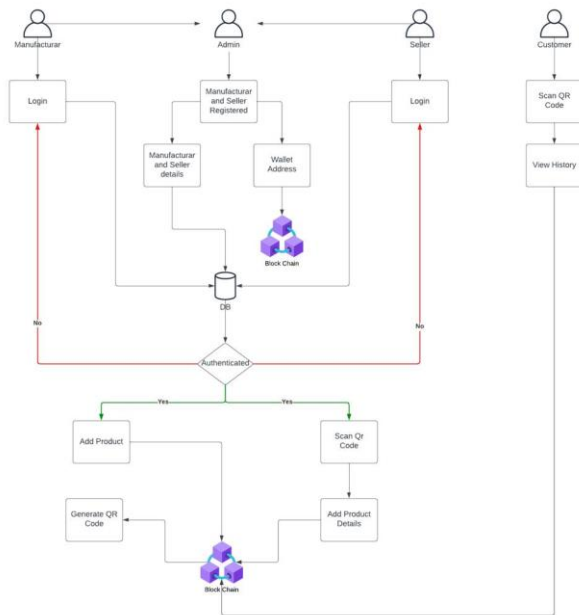 Manufacturar
Admin
Seller
Customer
Login
Manufacturar
and Seller
Registered
Login
Scan QR
Code
Manufacturar
and Seller
details
Wallet
Address
View History
Block Chain
DB
No
No
Authenticated
Yes
Yes
Add Product
Scan Qr
Code
Generate QR
Code
Add Product
Details
Block Chain